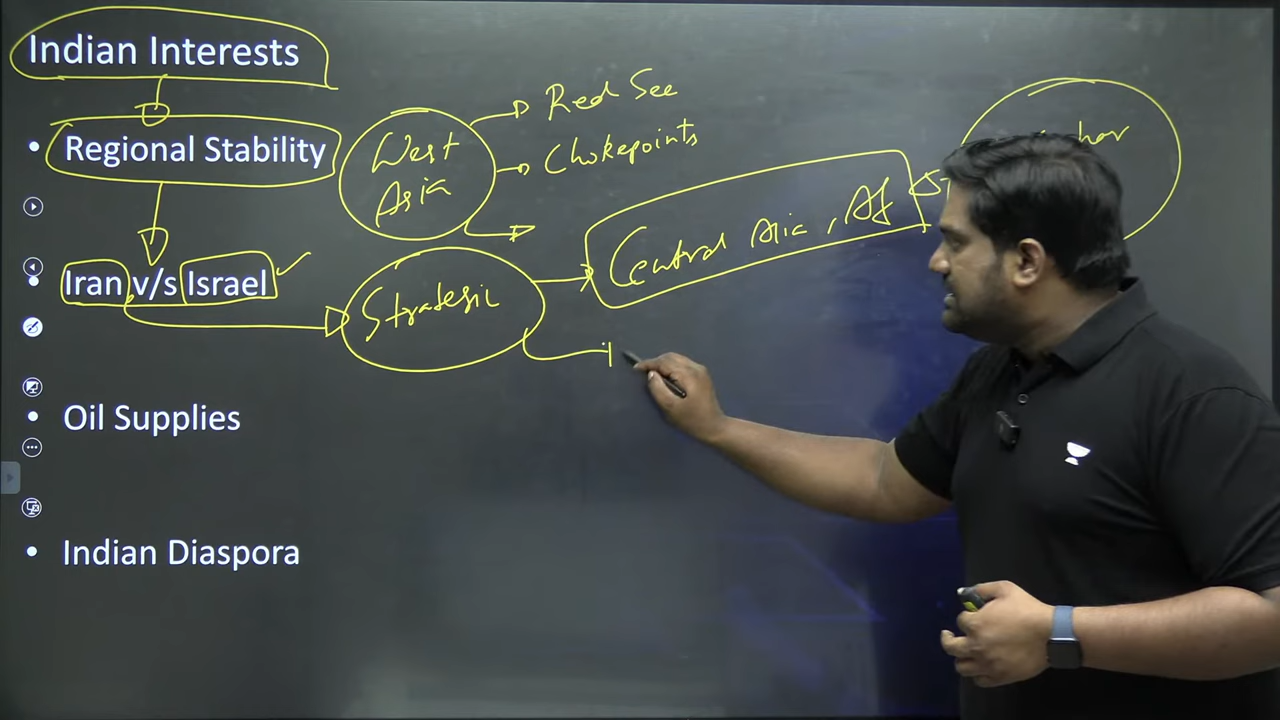 Indian Interests
• Regional Stability
West Asia
Red See
Chokepoints
Central Asia, Af
• Iran v/s Israel
Strategic
• Oil Supplies
• Indian Diaspora